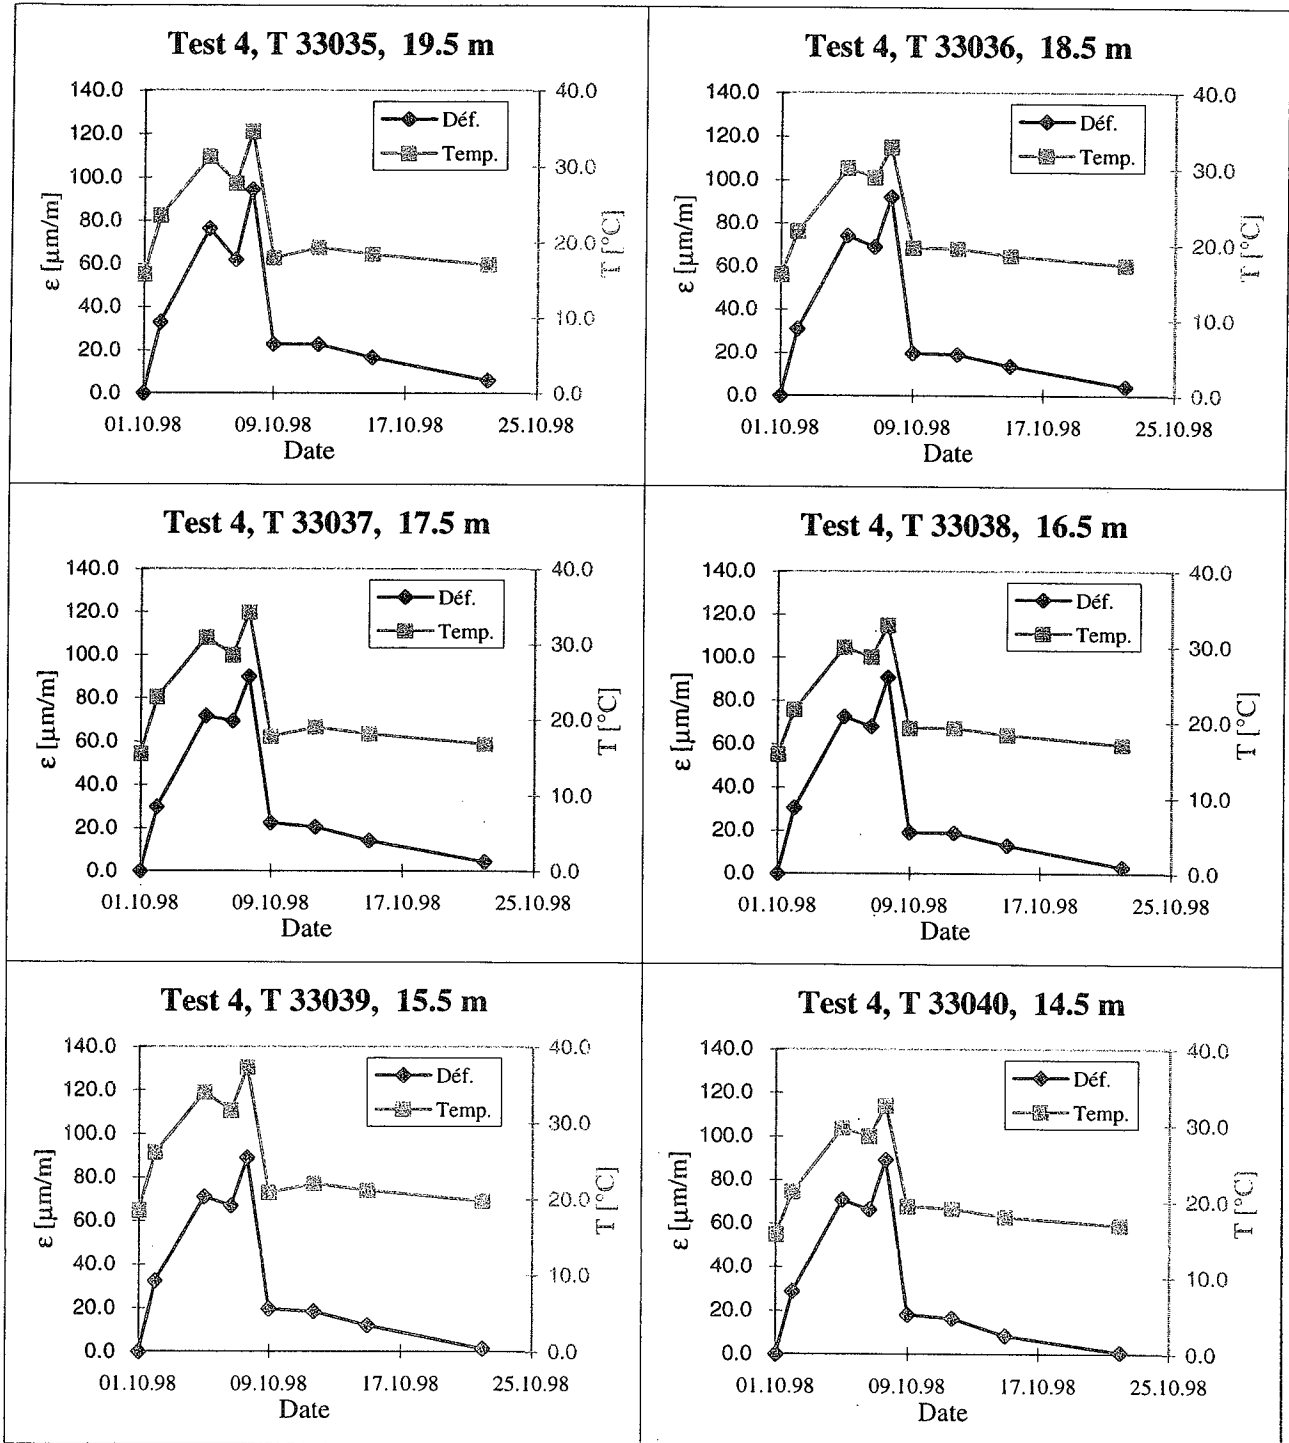 Test 4, T 33035, 19.5 m
140.0
120.0
100.0
80.0
60.0
40.0
20.0
0.0
ε [µm/m]
40.0
30.0
20.0
10.0
0.0
T [°C]
Déf.
Temp.
01.10.98 09.10.98 17.10.98 25.10.98
Date
Test 4, T 33036, 18.5 m
140.0
120.0
100.0
80.0
60.0
40.0
20.0
0.0
ε [µm/m]
40.0
30.0
20.0
10.0
0.0
T [°C]
Déf.
Temp.
01.10.98 09.10.98 17.10.98 25.10.98
Date
Test 4, T 33037, 17.5 m
140.0
120.0
100.0
80.0
60.0
40.0
20.0
0.0
ε [µm/m]
40.0
30.0
20.0
10.0
0.0
T [°C]
Déf.
Temp.
01.10.98 09.10.98 17.10.98 25.10.98
Date
Test 4, T 33038, 16.5 m
140.0
120.0
100.0
80.0
60.0
40.0
20.0
0.0
ε [µm/m]
40.0
30.0
20.0
10.0
0.0
T [°C]
Déf.
Temp.
01.10.98 09.10.98 17.10.98 25.10.98
Date
Test 4, T 33039, 15.5 m
140.0
120.0
100.0
80.0
60.0
40.0
20.0
0.0
ε [µm/m]
40.0
30.0
20.0
10.0
0.0
T [°C]
Déf.
Temp.
01.10.98 09.10.98 17.10.98 25.10.98
Date
Test 4, T 33040, 14.5 m
140.0
120.0
100.0
80.0
60.0
40.0
20.0
0.0
ε [µm/m]
40.0
30.0
20.0
10.0
0.0
T [°C]
Déf.
Temp.
01.10.98 09.10.98 17.10.98 25.10.98
Date